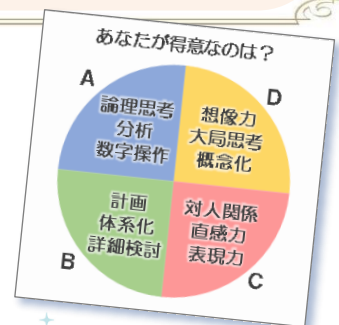 あなたが得意なのは？
A
論理思考
分析
数字操作
D
想像力
大局思考
概念化
B
計画
体系化
詳細検討
C
対人関係
直感力
表現力